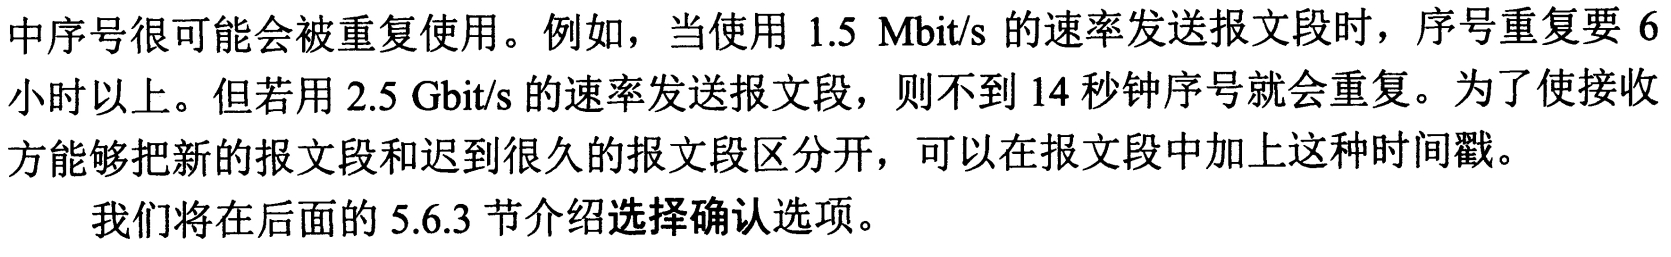 中序号很可能会被重复使用。例如，当使用 1.5 Mbit/s 的速率发送报文段时，序号重复要 6
小时以上。但若用 2.5 Gbit/s 的速率发送报文段，则不到 14 秒钟序号就会重复。为了使接收
方能够把新的报文段和迟到很久的报文段区分开，可以在报文段中加上这种时间戳。
我们将在后面的 5.6.3 节介绍选择确认选项。